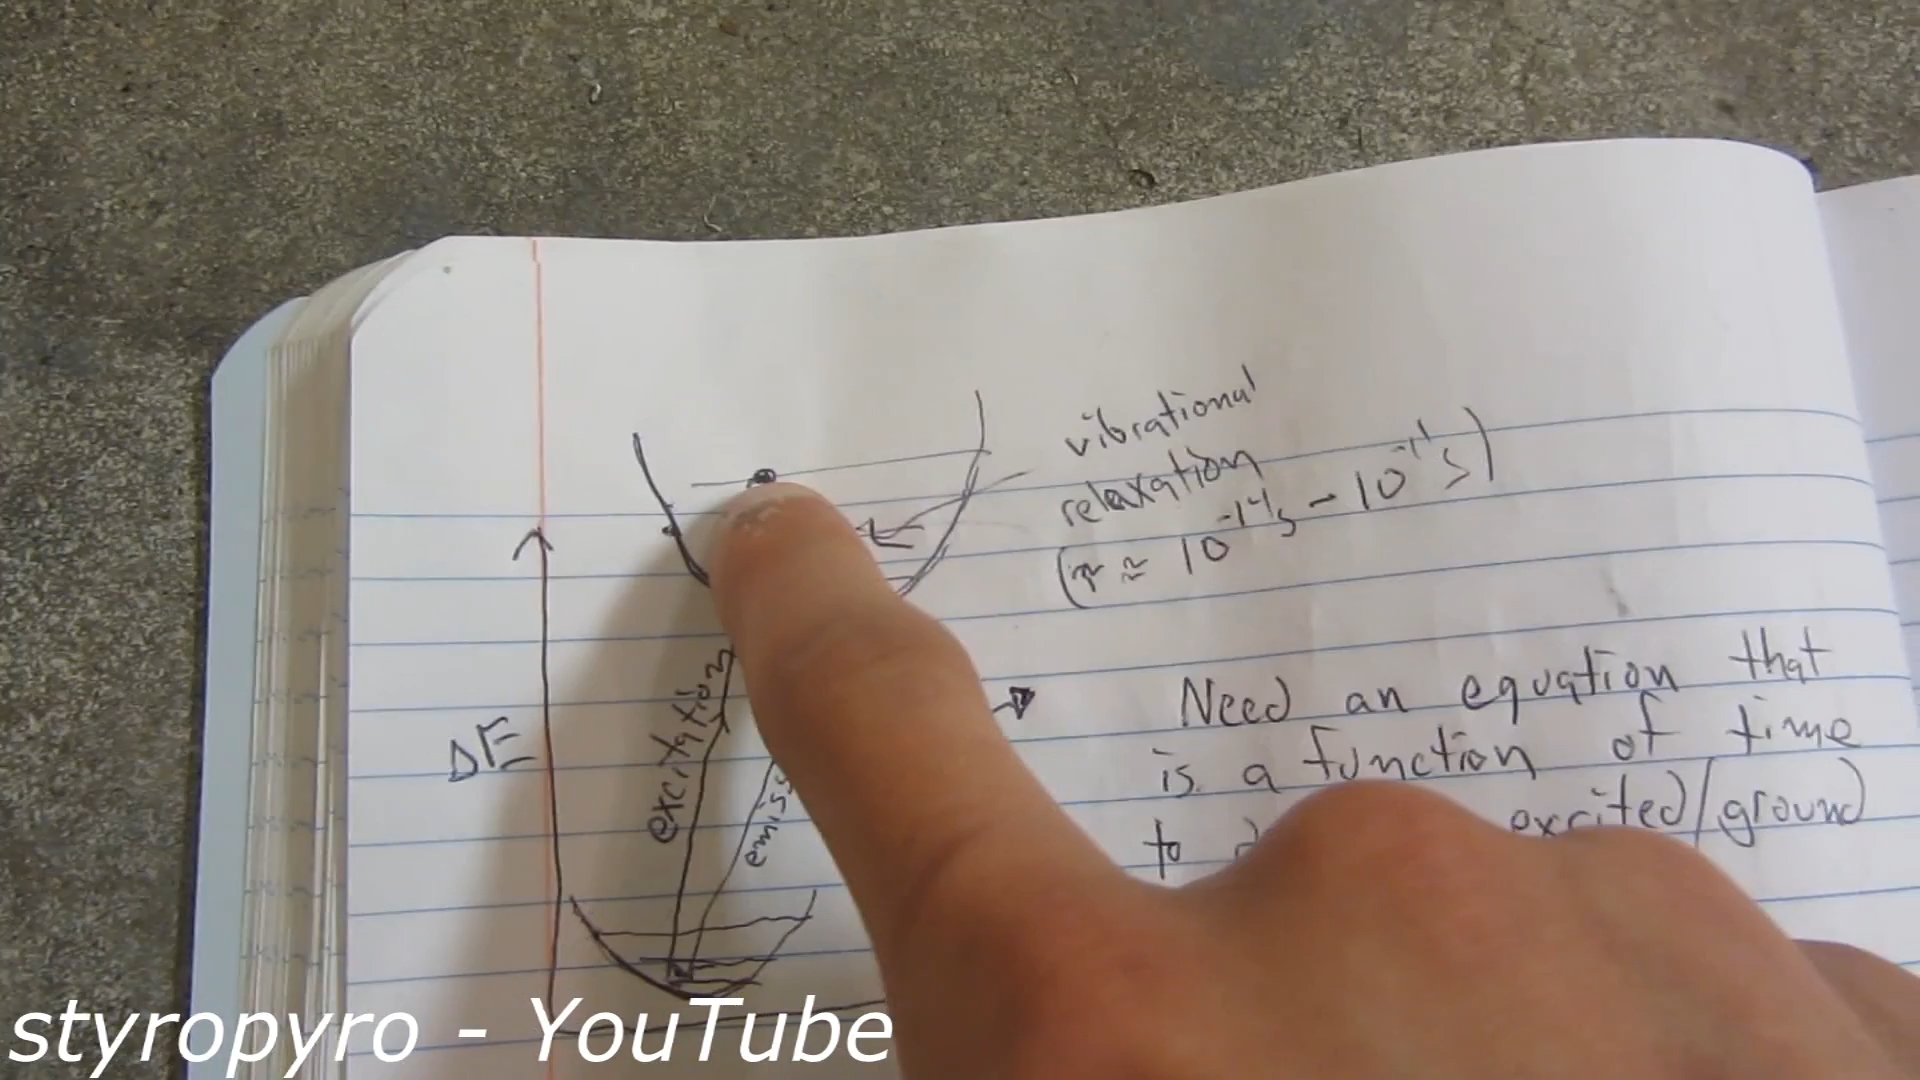 vibrational
relaxation
(τ ≈ 10⁻¹⁴s - 10⁻¹¹s)
ΔE
excitation
emiss
Need an equation that
is a function of time
to excited/ground
styropyro - YouTube